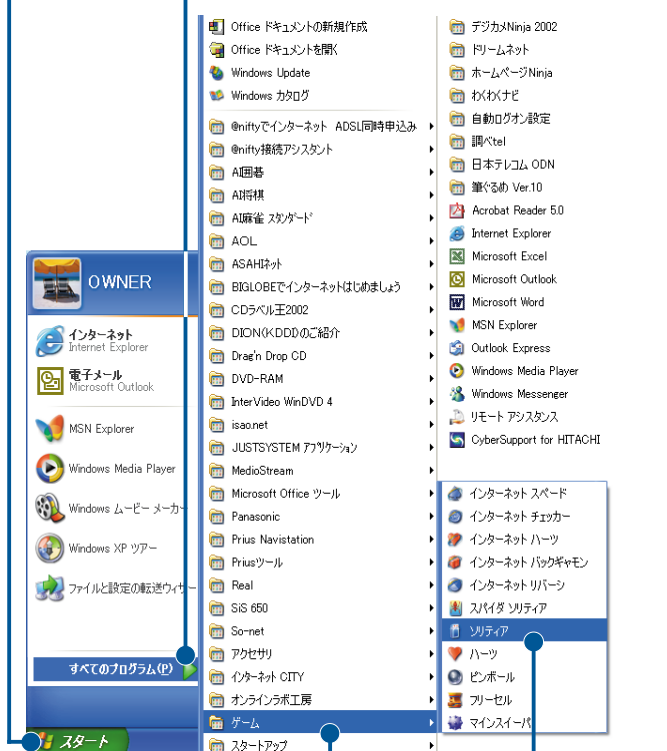 Office ドキュメントの新規作成
Office ドキュメントを開く
Windows Update
Windows カタログ
@niftyでインターネット ADSL同時申込み
@nifty接続アシスタント
AI囲碁
AI将棋
AI麻雀 スタンダード
AOL
ASAHIネット
BIGLOBEでインターネットはじめましょう
CDラベル王2002
DION(KDDI)のご紹介
Drag'n Drop CD
DVD-RAM
InterVideo WinDVD 4
isao.net
JUSTSYSTEM アプリケーション
MedioStream
Microsoft Office ツール
Panasonic
Prius Navistation
Priusツール
Real
SiS 650
So-net
アクセサリ
インターネット CITY
オンラインラボ工房
ゲーム
スタートアップ
デジカメNinja 2002
ドリームネット
ホームページNinja
わくわくナビ
自動ログオン設定
調べtel
日本テレコム ODN
筆ぐるめ Ver.10
Acrobat Reader 5.0
Internet Explorer
Microsoft Excel
Microsoft Outlook
Microsoft Word
MSN Explorer
Outlook Express
Windows Media Player
Windows Messenger
リモート アシスタンス
CyberSupport for HITACHI
インターネット スペード
インターネット チェッカー
インターネット ハーツ
インターネット バックギャモン
インターネット リバーシ
スパイダ ソリティア
ソリティア
ハーツ
ピンボール
フリーセル
マインスイーパ
OWNER
インターネット
Internet Explorer
電子メール
Microsoft Outlook
MSN Explorer
Windows Media Player
Windows ムービー メーカー
Windows XP ツアー
ファイルと設定の転送ウィザー
すべてのプログラム(P)
スタート